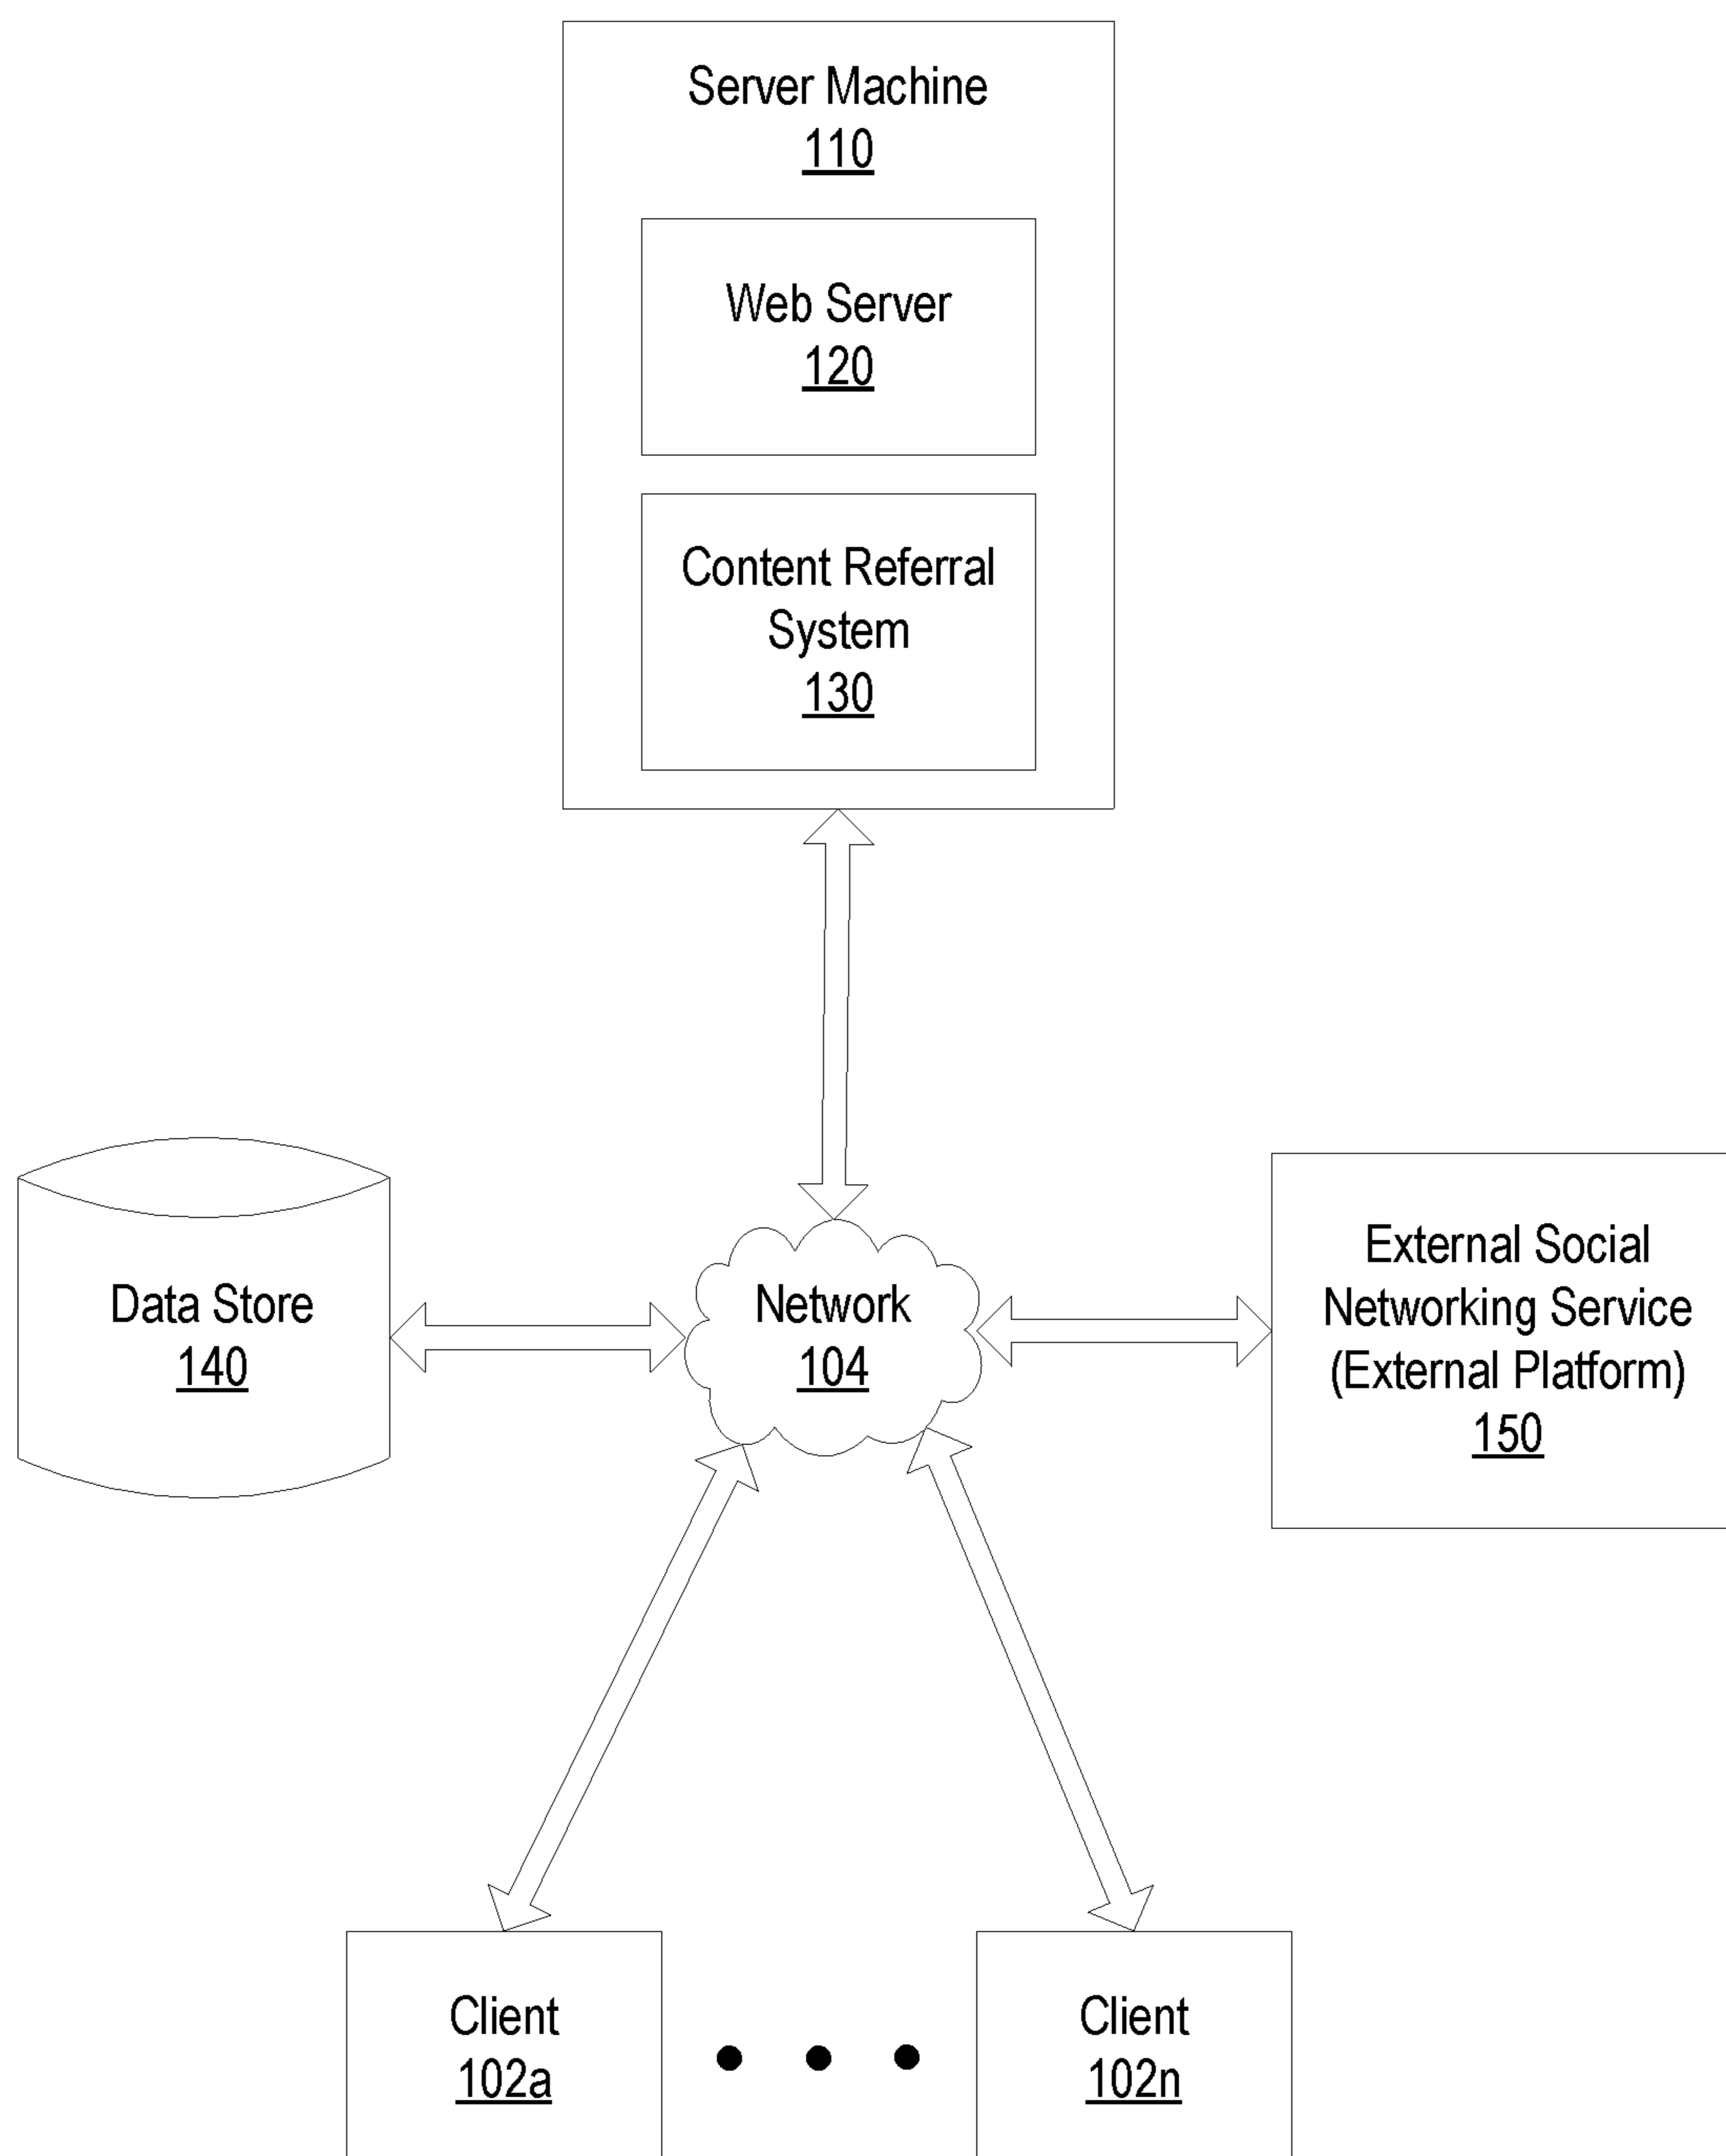 Server Machine
110
Web Server
120
Content Referral
System
130
Data Store
140
Network
104
External Social
Networking Service
(External Platform)
150
Client
102a
Client
102n